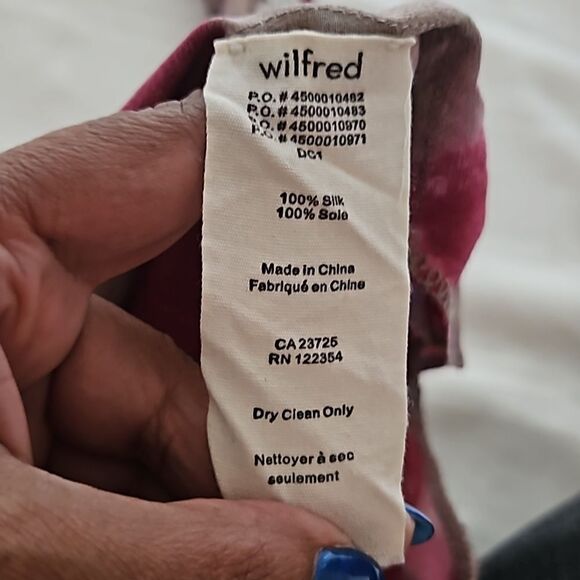 wilfred
P.O. # 4500010482
P.O. # 4500010483
P.O. # 4500010970
P.O. # 4500010971
DC1
100% Silk
100% Soie
Made in China
Fabriqué en Chine
CA 23725
RN 122354
Dry Clean Only
Nettoyer à sec
seulement